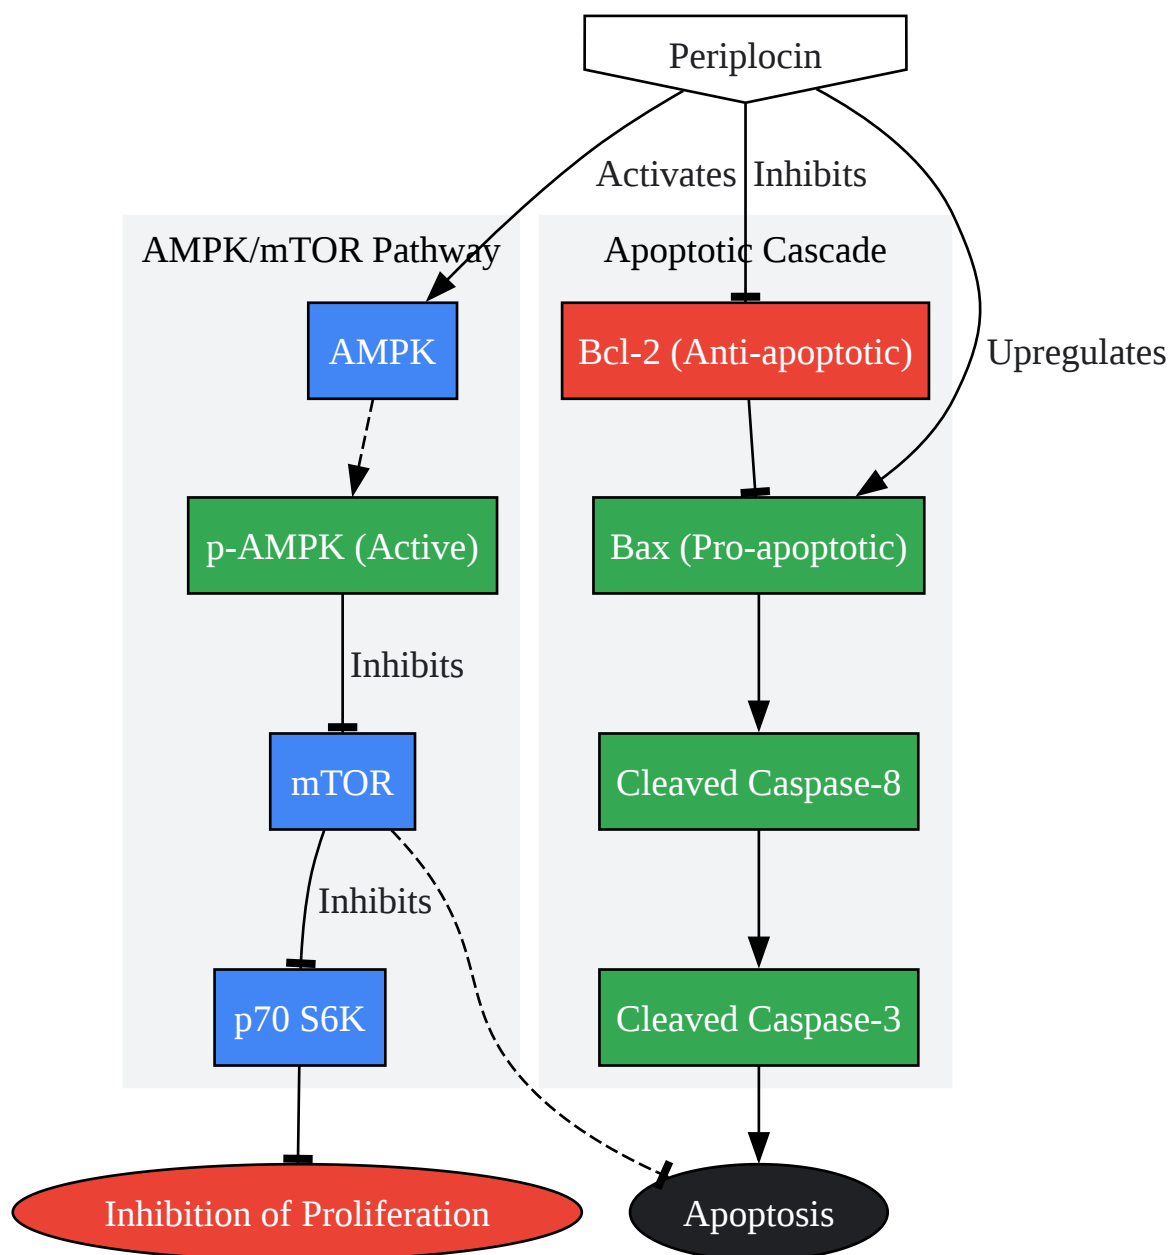 Periplocin
Activates
Inhibits
AMPK/mTOR Pathway
Apoptotic Cascade
AMPK
Bcl-2 (Anti-apoptotic)
Upregulates
p-AMPK (Active)
Bax (Pro-apoptotic)
Inhibits
mTOR
Cleaved Caspase-8
Inhibits
p70 S6K
Cleaved Caspase-3
Inhibition of Proliferation
Apoptosis